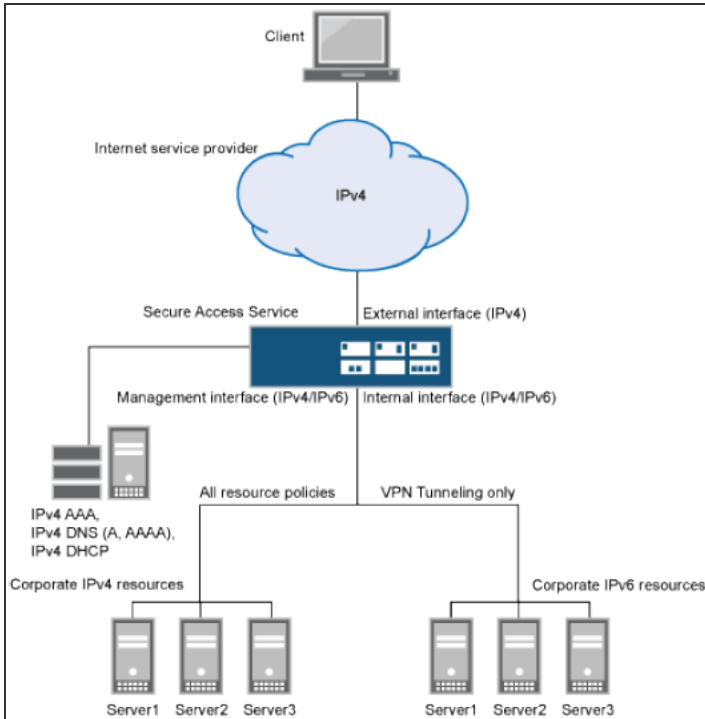 Client
Internet service provider
IPv4
Secure Access Service
External interface (IPv4)
Management interface (IPv4/IPv6)
Internal interface (IPv4/IPv6)
All resource policies
VPN Tunneling only
IPv4 AAA,
IPv4 DNS (A, AAAA),
IPv4 DHCP
Corporate IPv4 resources
Corporate IPv6 resources
Server1 Server2 Server3
Server1 Server2 Server3